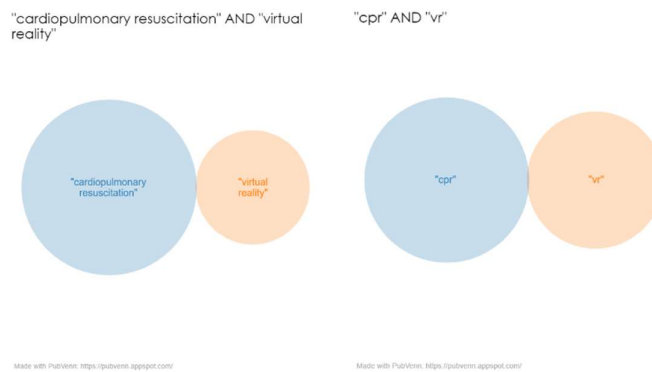 "cardiopulmonary resuscitation" AND "virtual
reality"
"cardiopulmonary
resuscitation"
"virtual
reality"
Made with PubVenn: https://pubvenn.appspot.com/
"cpr" AND "vr"
"cpr"
"vr"
Made with PubVenn: https://pubvenn.appspot.com/